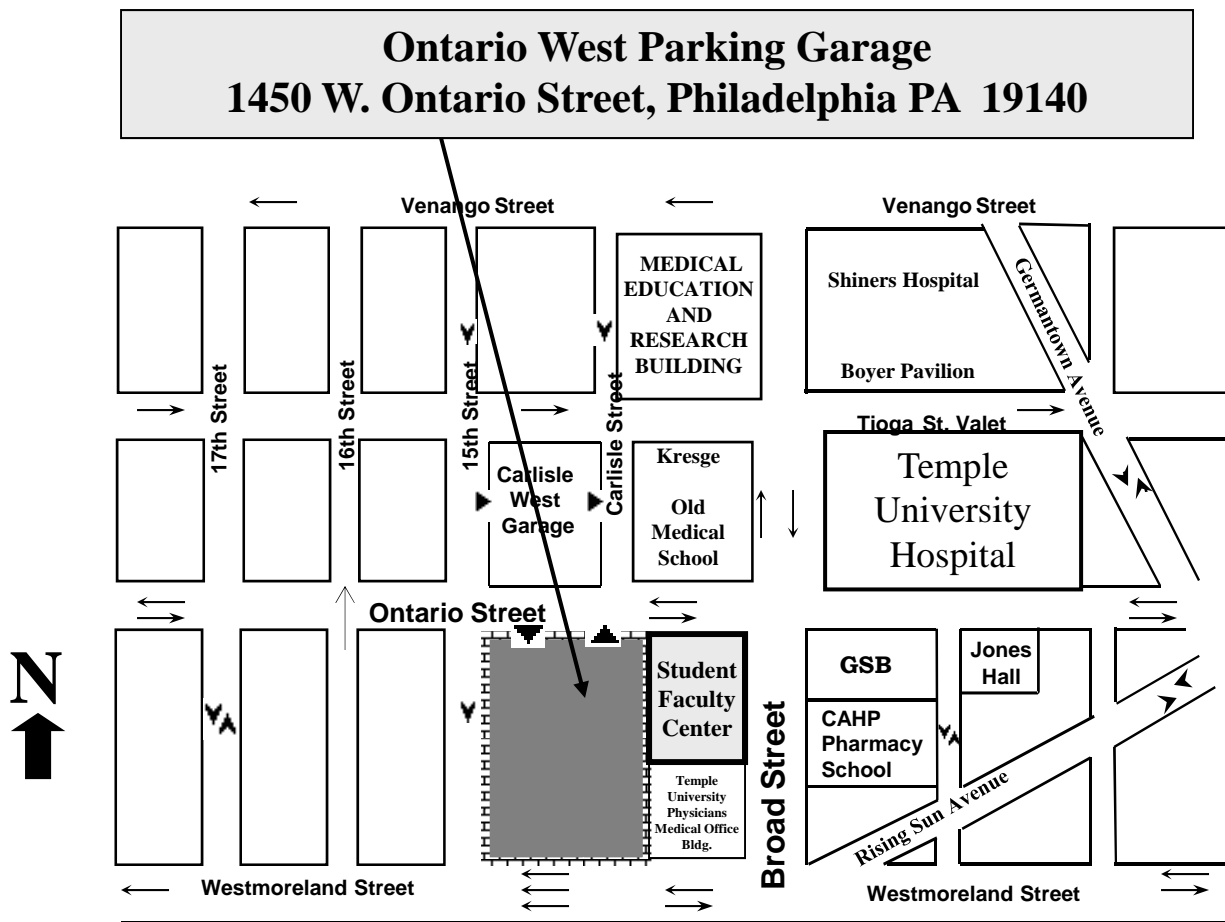 Ontario West Parking Garage
1450 W. Ontario Street, Philadelphia PA  19140
Venango Street
Venango Street
MEDICAL
EDUCATION
AND
RESEARCH
BUILDING
Shiners Hospital
Boyer Pavilion
Germantown Avenue
17th Street
16th Street
15th Street
Carlisle Street
Tioga St. Valet
Carlisle
West
Garage
Kresge
Old
Medical
School
Temple
University
Hospital
Ontario Street
N
Student
Faculty
Center
GSB
Jones
Hall
CAHP
Pharmacy
School
Broad Street
Temple
University
Physicians
Medical Office
Bldg.
Rising Sun Avenue
Westmoreland Street
Westmoreland Street